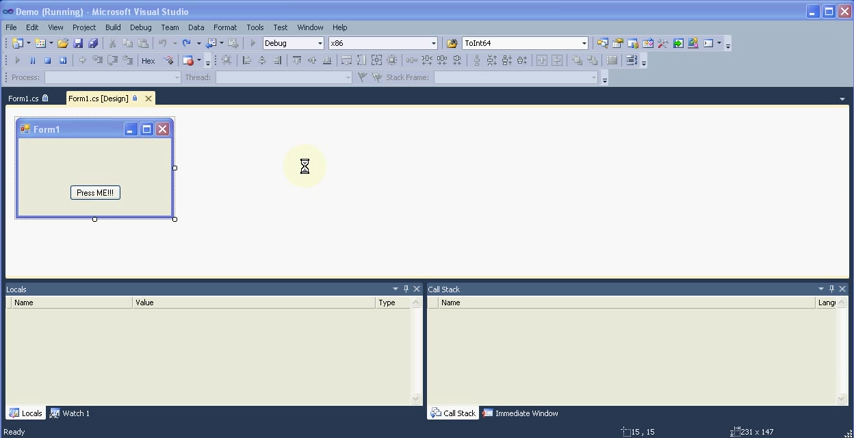 Demo (Running) - Microsoft Visual Studio
File Edit View Project Build Debug Team Data Format Tools Test Window Help
Debug x86 ToInt64
Hex
Process: Thread: Stack Frame:
Form1.cs Form1.cs [Design]
Form1
Press ME!!!
Locals
Name Value Type
Locals Watch 1
Call Stack
Name Langu
Call Stack Immediate Window
Ready 15 , 15 231 x 147